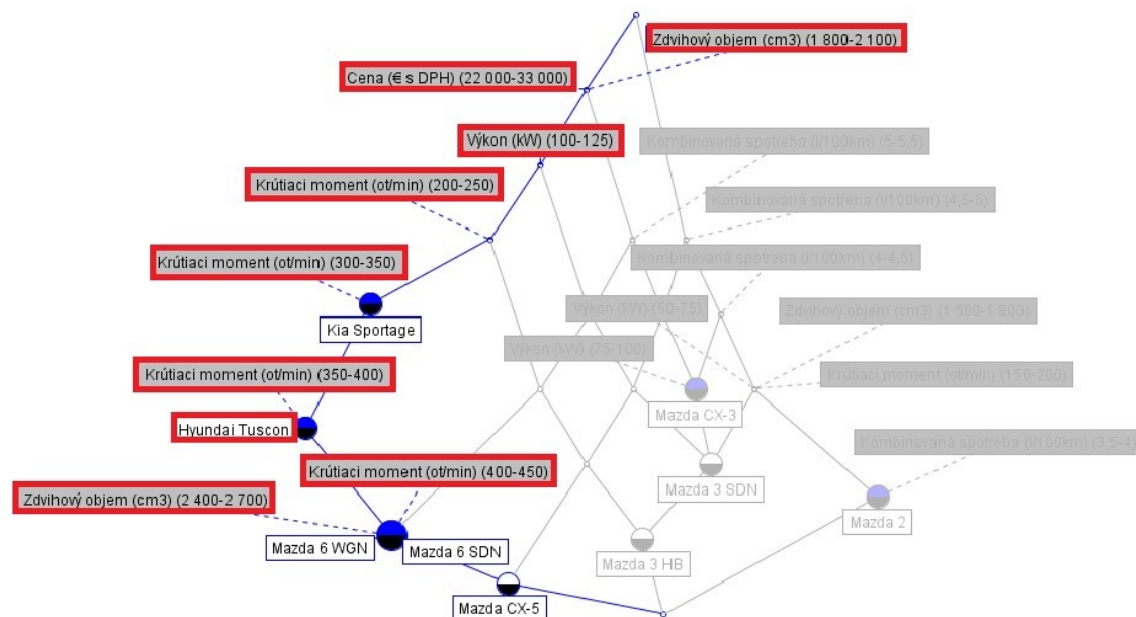 Zdvihový objem (cm3) (1 800-2 100)
Cena (€ s DPH) (22 000-33 000)
Výkon (kW) (100-125)
Kombinovaná spotreba (l/100km) (5-5,5)
Krútiaci moment (ot/min) (200-250)
Kombinovaná spotreba (l/100km) (4,5-5)
Kombinovaná spotreba (l/100km) (4-4,5)
Krútiaci moment (ot/min) (300-350)
Výkon (kW) (50-75)
Zdvihový objem (cm3) (1 500-1 800)
Kia Sportage
Výkon (kW) (75-100)
Krútiaci moment (ot/min) (350-400)
Krútiaci moment (ot/min) (150-200)
Mazda CX-3
Hyundai Tuscon
Kombinovaná spotreba (l/100km) (3,5-4
Krútiaci moment (ot/min) (400-450)
Mazda 3 SDN
Zdvihový objem (cm3) (2 400-2 700)
Mazda 2
Mazda 6 WGN
Mazda 6 SDN
Mazda 3 HB
Mazda CX-5